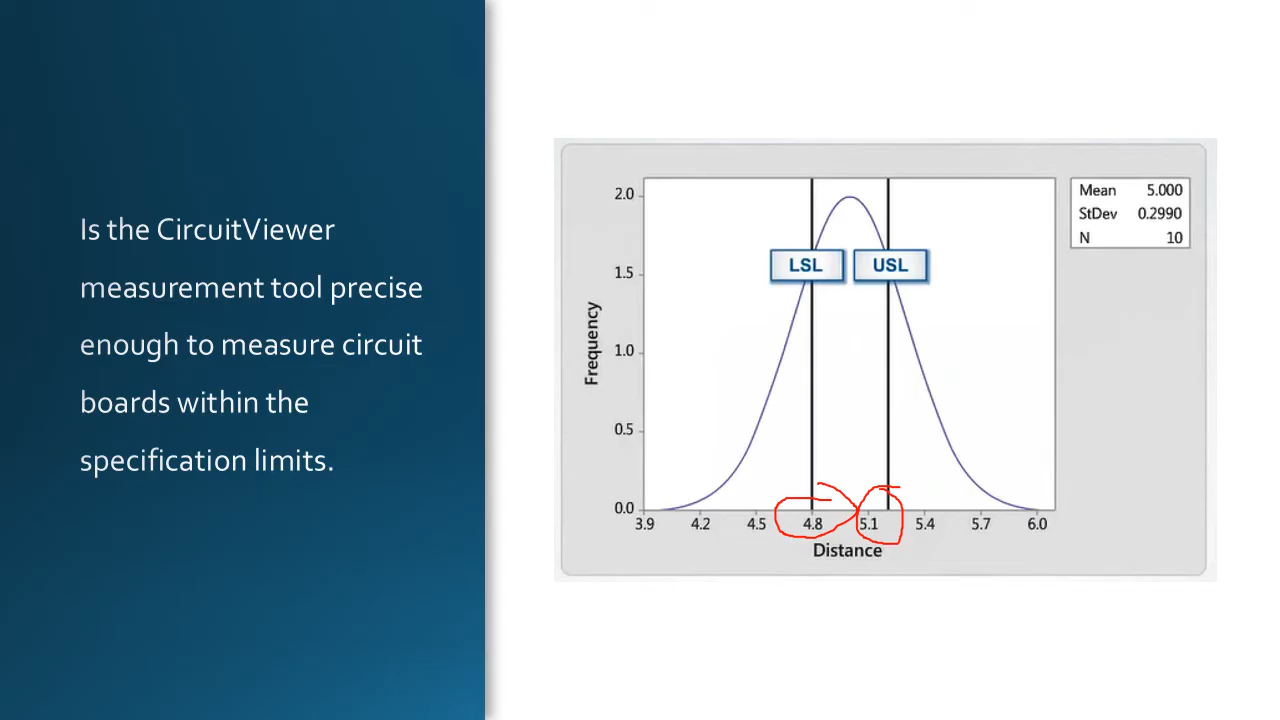 Is the CircuitViewer
measurement tool precise
enough to measure circuit
boards within the
specification limits.
Mean 5.000
StDev 0.2990
N 10
LSL USL
Frequency
2.0
1.5
1.0
0.5
0.0
3.9 4.2 4.5 4.8 5.1 5.4 5.7 6.0
Distance